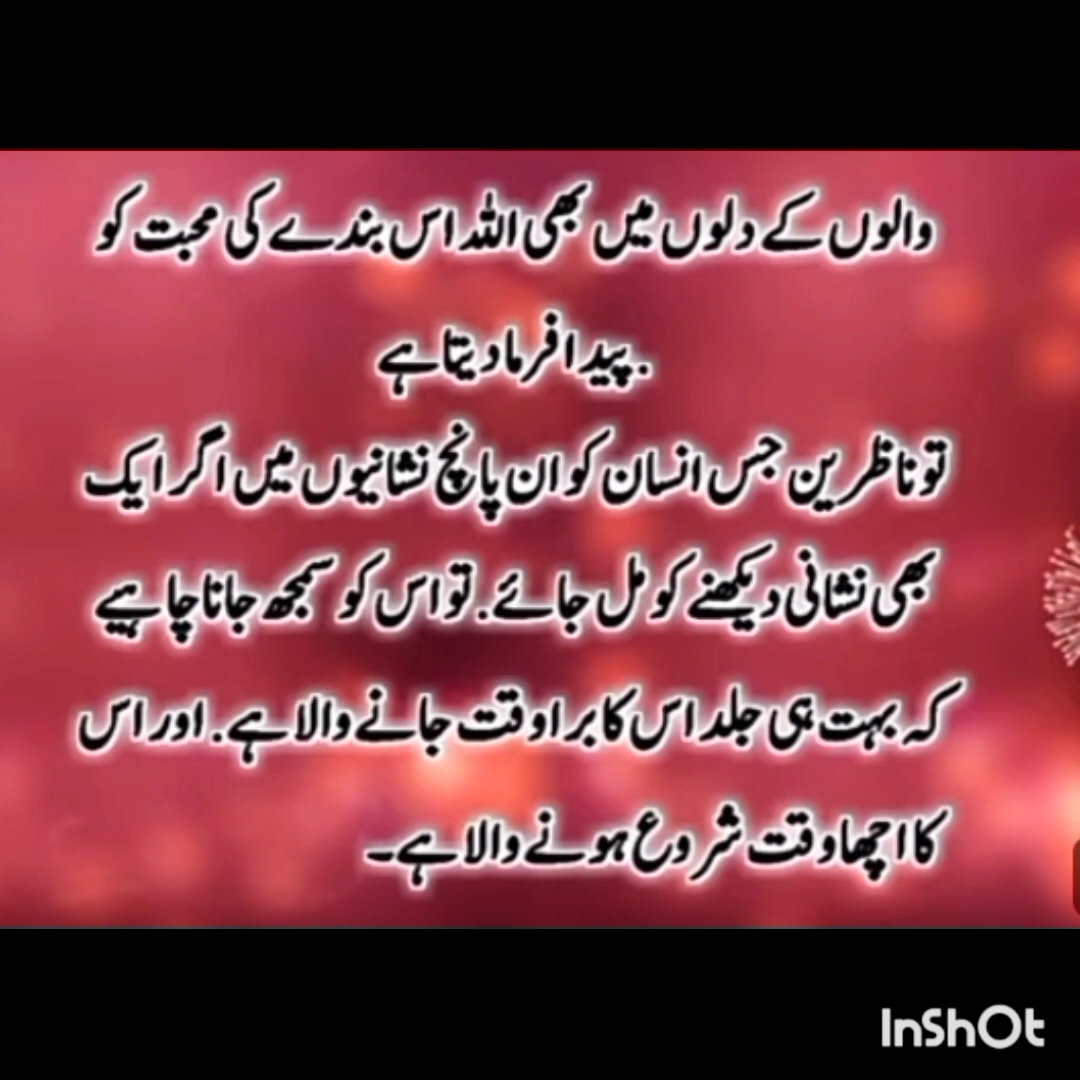 والوں کے دلوں میں بھی اللہ اس بندے کی محبت کو
.پیدا فرما دیتا ہے
تو ناظرین جس انسان کو ان پانچ نشانیوں میں اگر ایک
بھی نشانی دیکھنے کو مل جائے. تو اس کو سمجھ جانا چاہیے
کہ بہت ہی جلد اس کا برا وقت جانے والا ہے. اور اس
کا اچھا وقت شروع ہونے والا ہے۔
InShOt